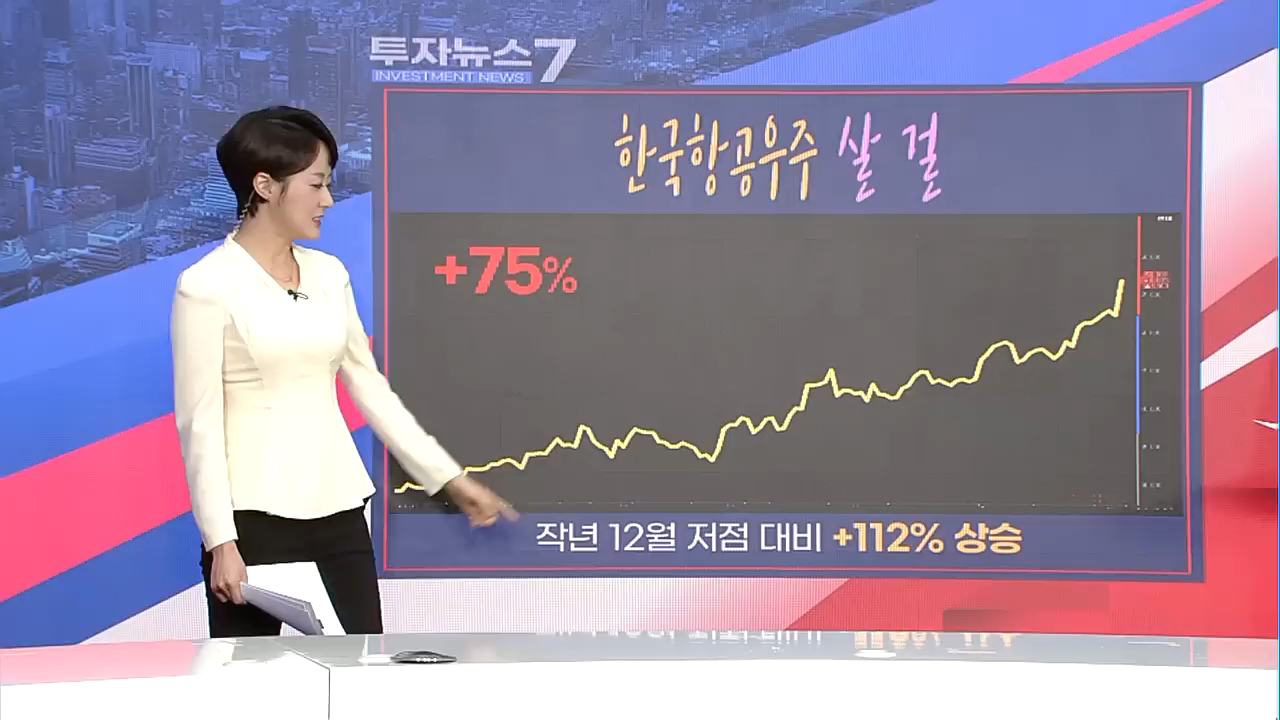 투자뉴스7
INVESTMENT NEWS
한국항공우주 살 걸
+75%
작년 12월 저점 대비 +112% 상승